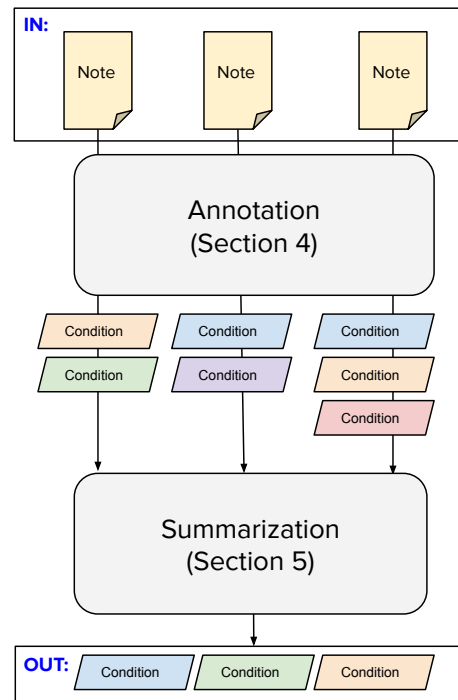 IN:
Note Note Note
Annotation
(Section 4)
Condition Condition Condition
Condition Condition Condition
Condition
Summarization
(Section 5)
OUT: Condition Condition Condition